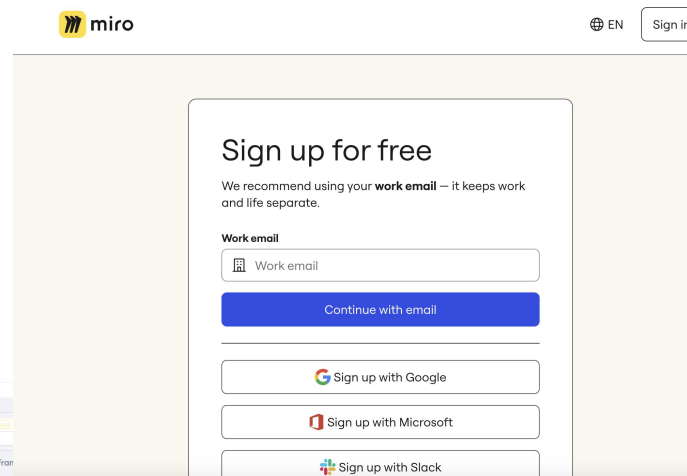 miro
EN
Sign in
Sign up for free
We recommend using your work email — it keeps work
and life separate.
Work email
Work email
Continue with email
Sign up with Google
Sign up with Microsoft
Sign up with Slack